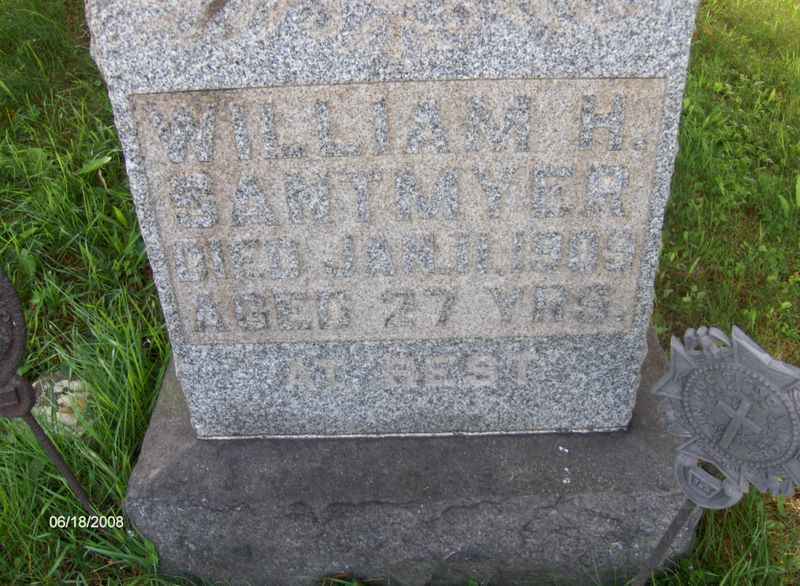 WILLIAM H.
SANTMYER
DIED JAN. 11, 1909
AGED 27 YRS.
AT REST
06/18/2008